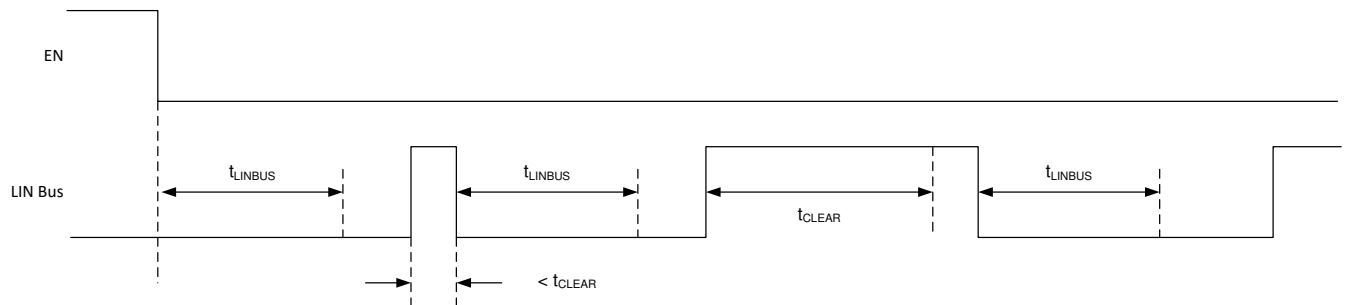 EN
LIN Bus
tLINBUS
tLINBUS
tCLEAR
tLINBUS
< tCLEAR